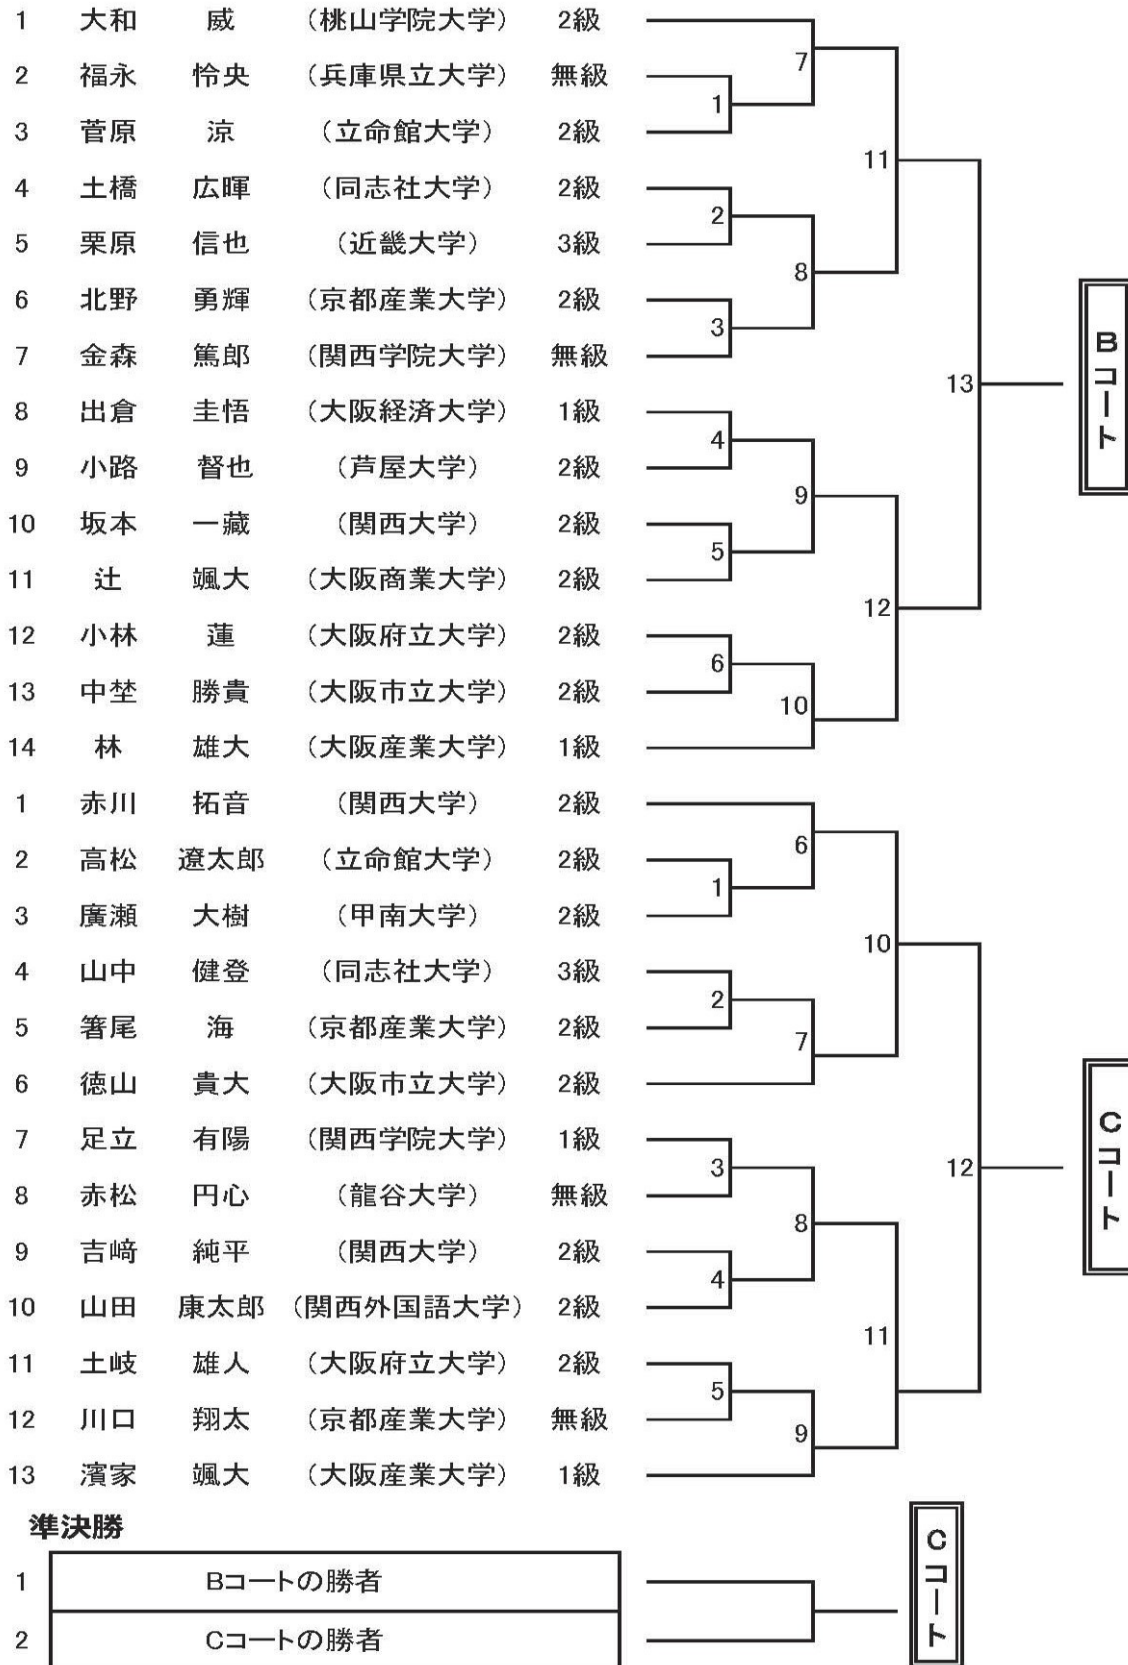 1 大和 威 (桃山学院大学) 2級
7
2 福永 怜央 (兵庫県立大学) 無級
1
3 菅原 涼 (立命館大学) 2級
11
4 土橋 広暉 (同志社大学) 2級
2
5 栗原 信也 (近畿大学) 3級
8
6 北野 勇輝 (京都産業大学) 2級
3
7 金森 篤郎 (関西学院大学) 無級
13
Bコート
8 出倉 圭悟 (大阪経済大学) 1級
4
9 小路 督也 (芦屋大学) 2級
9
10 坂本 一藏 (関西大学) 2級
5
11 辻 颯大 (大阪商業大学) 2級
12
12 小林 蓮 (大阪府立大学) 2級
6
13 中埜 勝貴 (大阪市立大学) 2級
10
14 林 雄大 (大阪産業大学) 1級
1 赤川 拓音 (関西大学) 2級
6
2 高松 遼太郎 (立命館大学) 2級
1
3 廣瀬 大樹 (甲南大学) 2級
10
4 山中 健登 (同志社大学) 3級
2
5 箸尾 海 (京都産業大学) 2級
7
6 徳山 貴大 (大阪市立大学) 2級
7 足立 有陽 (関西学院大学) 1級
3
12
Cコート
8 赤松 円心 (龍谷大学) 無級
8
9 吉﨑 純平 (関西大学) 2級
4
10 山田 康太郎 (関西外国語大学) 2級
11
11 土岐 雄人 (大阪府立大学) 2級
5
12 川口 翔太 (京都産業大学) 無級
9
13 濱家 颯大 (大阪産業大学) 1級
準決勝
1 Bコートの勝者
Cコート
2 Cコートの勝者